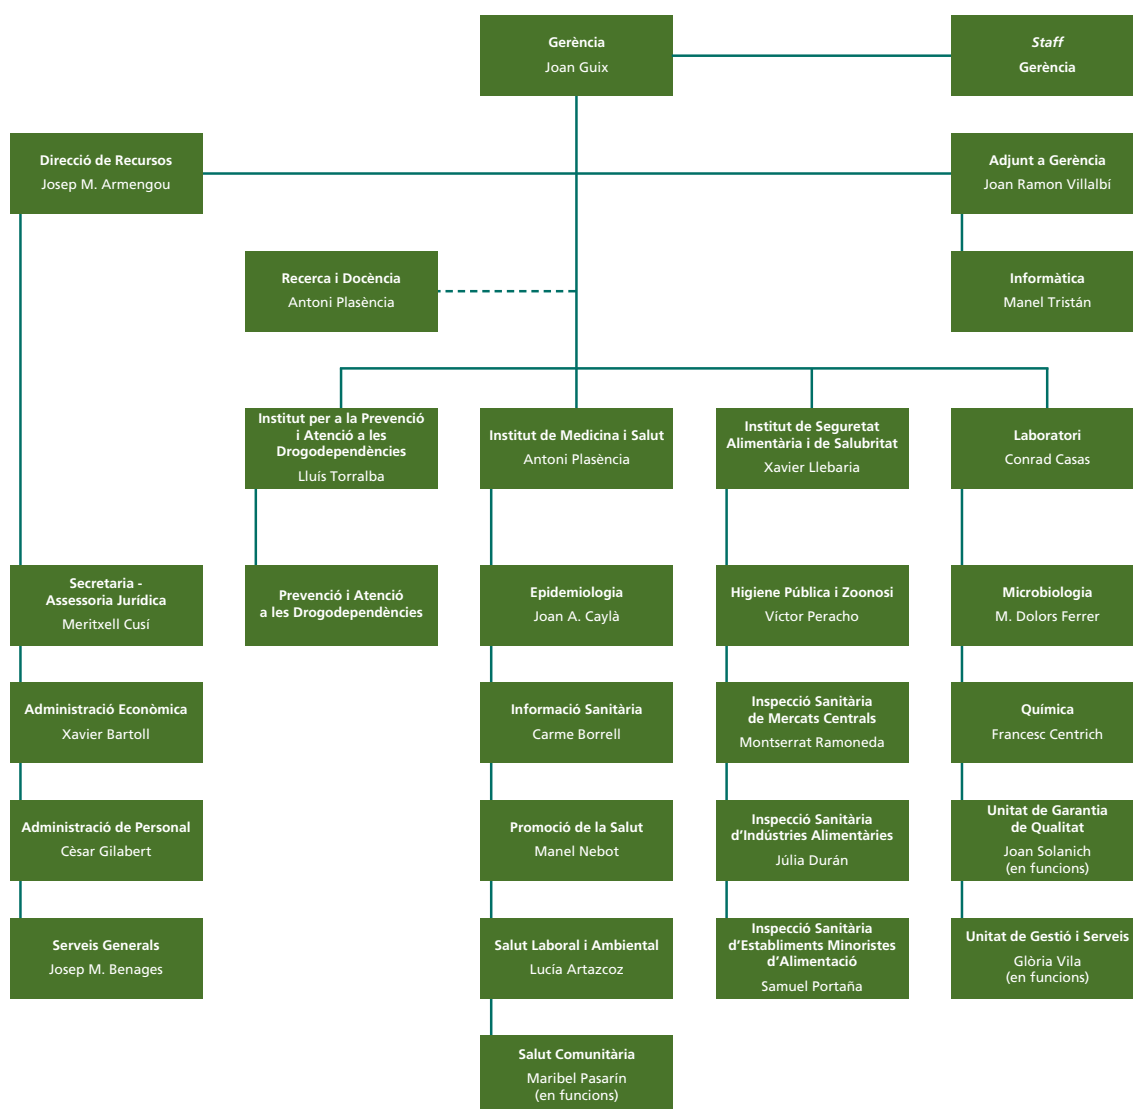 Gerència
Joan Guix
Staff
Gerència
Direcció de Recursos
Josep M. Armengou
Adjunt a Gerència
Joan Ramon Villalbí
Recerca i Docència
Antoni Plasència
Informàtica
Manel Tristán
Institut per a la Prevenció
i Atenció a les
Drogodependències
Lluís Torralba
Institut de Medicina i Salut
Antoni Plasència
Institut de Seguretat
Alimentària i de Salubritat
Xavier Llebaria
Laboratori
Conrad Casas
Secretaria -
Assessoria Jurídica
Meritxell Cusí
Prevenció i Atenció
a les Drogodependències
Epidemiologia
Joan A. Caylà
Higiene Pública i Zoonosi
Víctor Peracho
Microbiologia
M. Dolors Ferrer
Administració Econòmica
Xavier Bartoll
Informació Sanitària
Carme Borrell
Inspecció Sanitària
de Mercats Centrals
Montserrat Ramoneda
Química
Francesc Centrich
Administració de Personal
Cèsar Gilabert
Promoció de la Salut
Manel Nebot
Inspecció Sanitària
d'Indústries Alimentàries
Júlia Durán
Unitat de Garantia
de Qualitat
Joan Solanich
(en funcions)
Serveis Generals
Josep M. Benages
Salut Laboral i Ambiental
Lucía Artazcoz
Inspecció Sanitària
d'Establiments Minoristes
d'Alimentació
Samuel Portaña
Unitat de Gestió i Serveis
Glòria Vila
(en funcions)
Salut Comunitària
Maribel Pasarín
(en funcions)